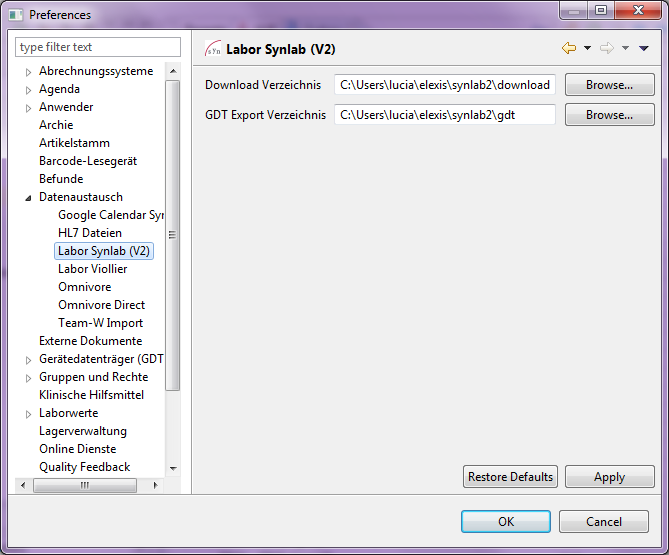 Preferences
type filter text
Abrechnungssysteme
Agenda
Anwender
Archie
Artikelstamm
Barcode-Lesegerät
Befunde
Datenaustausch
Google Calendar Syn
HL7 Dateien
Labor Synlab (V2)
Labor Viollier
Omnivore
Omnivore Direct
Team-W Import
Externe Dokumente
Gerätedatenträger (GDT
Gruppen und Rechte
Klinische Hilfsmittel
Laborwerte
Lagerverwaltung
Online Dienste
Quality Feedback
syn Labor Synlab (V2)
Download Verzeichnis C:\Users\lucia\elexis\synlab2\download Browse...
GDT Export Verzeichnis C:\Users\lucia\elexis\synlab2\gdt Browse...
Restore Defaults Apply
OK Cancel